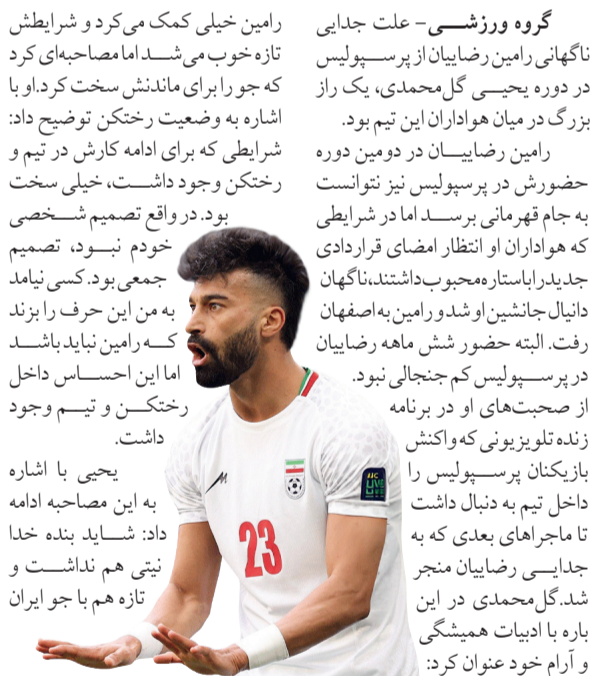 گروه ورزشی- علت جدایی
ناگهانی رامین رضاییان از پرسپولیس
در دوره یحیی گل‌محمدی، یک راز
بزرگ در میان هواداران این تیم بود.
رامین رضاییان در دومین دوره
حضورش در پرسپولیس نیز نتوانست
به جام قهرمانی برسد اما در شرایطی
که هواداران او انتظار امضای قراردادی
جدید را با ستاره محبوب داشتند، ناگهان
دانیال جانشین او شد و رامین به اصفهان
رفت. البته حضور شش ماهه رضاییان
در پرسپولیس کم جنجالی نبود.
از صحبت‌های او در برنامه
زنده تلویزیونی که واکنش
بازیکنان پرسپولیس را
داخل تیم به دنبال داشت
تا ماجراهای بعدی که به
جدایی رضاییان منجر
شد. گل‌محمدی در این
باره با ادبیات همیشگی
و آرام خود عنوان کرد:
رامین خیلی کمک می‌کرد و شرایطش
تازه خوب می‌شد اما مصاحبه‌ای کرد
که جو را برای ماندنش سخت کرد. او با
اشاره به وضعیت رختکن توضیح داد:
شرایطی که برای ادامه کارش در تیم و
رختکن وجود داشت، خیلی سخت
بود. در واقع تصمیم شخصی
خودم نبود، تصمیم
جمعی بود. کسی نیامد
به من این حرف را بزند
که رامین نباید باشد
اما این احساس داخل
رختکن و تیم وجود
داشت.
یحیی با اشاره
به این مصاحبه ادامه
داد: شاید بنده خدا
نیتی هم نداشت و
تازه هم با جو ایران
23